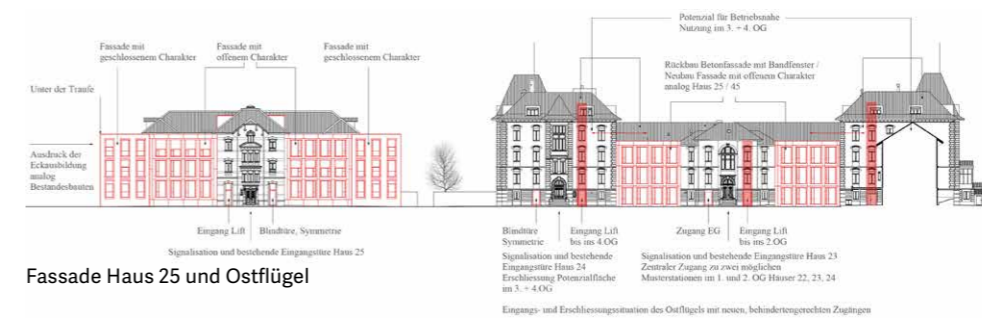 Potenzial für Betriebsnahe
Nutzung im 3. + 4. OG
Fassade mit
geschlossenem Charakter
Fassade mit
offenem Charakter
Fassade mit
geschlossenem Charakter
Rückbau Betonfassade mit Bandfenster /
Neubau Fassade mit offenem Charakter
analog Haus 25 / 45
Unter der Traufe
Ausdruck der
Eckausbildung
analog
Bestandesbauten
Eingang Lift
Blindtüre, Symmetrie
Signalisation und bestehende Eingangstüre Haus 25
Blindtüre
Symmetrie
Eingang Lift
bis ins 4.OG
Zugang EG
Eingang Lift
bis ins 2.OG
Signalisation und bestehende
Eingangstüre Haus 24
Erschliessung Potenzialfläche
im 3. + 4.OG
Signalisation und bestehende Eingangstüre Haus 23
Zentraler Zugang zu zwei möglichen
Musterstationen im 1. und 2. OG Häuser 22, 23, 24
Fassade Haus 25 und Ostflügel
Eingangs- und Erschliessungssituation des Ostflügels mit neuen, behindertengerechten Zugängen